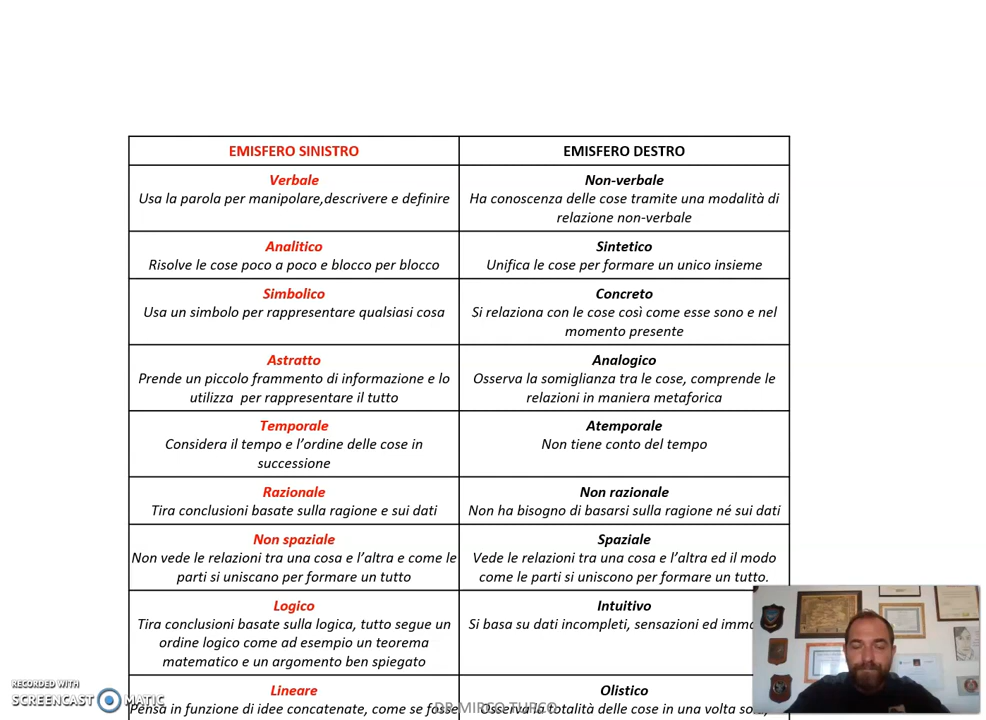 EMISFERO SINISTRO
EMISFERO DESTRO
Verbale
Usa la parola per manipolare,descrivere e definire
Non-verbale
Ha conoscenza delle cose tramite una modalità di
relazione non-verbale
Analitico
Risolve le cose poco a poco e blocco per blocco
Sintetico
Unifica le cose per formare un unico insieme
Simbolico
Usa un simbolo per rappresentare qualsiasi cosa
Concreto
Si relaziona con le cose così come esse sono e nel
momento presente
Astratto
Prende un piccolo frammento di informazione e lo
utilizza per rappresentare il tutto
Analogico
Osserva la somiglianza tra le cose, comprende le
relazioni in maniera metaforica
Temporale
Considera il tempo e l’ordine delle cose in
successione
Atemporale
Non tiene conto del tempo
Razionale
Tira conclusioni basate sulla ragione e sui dati
Non razionale
Non ha bisogno di basarsi sulla ragione né sui dati
Non spaziale
Non vede le relazioni tra una cosa e l’altra e come le
parti si uniscano per formare un tutto
Spaziale
Vede le relazioni tra una cosa e l’altra ed il modo
come le parti si uniscono per formare un tutto.
Logico
Tira conclusioni basate sulla logica, tutto segue un
ordine logico come ad esempio un teorema
matematico e un argomento ben spiegato
Intuitivo
Si basa su dati incompleti, sensazioni ed
Lineare
Pensa in funzione di idee concatenate, come se fosse
Olistico
Osserva la totalità delle cose in una volta
DR MIRCO TURCO
RECORDED WITH
SCREENCAST MATIC